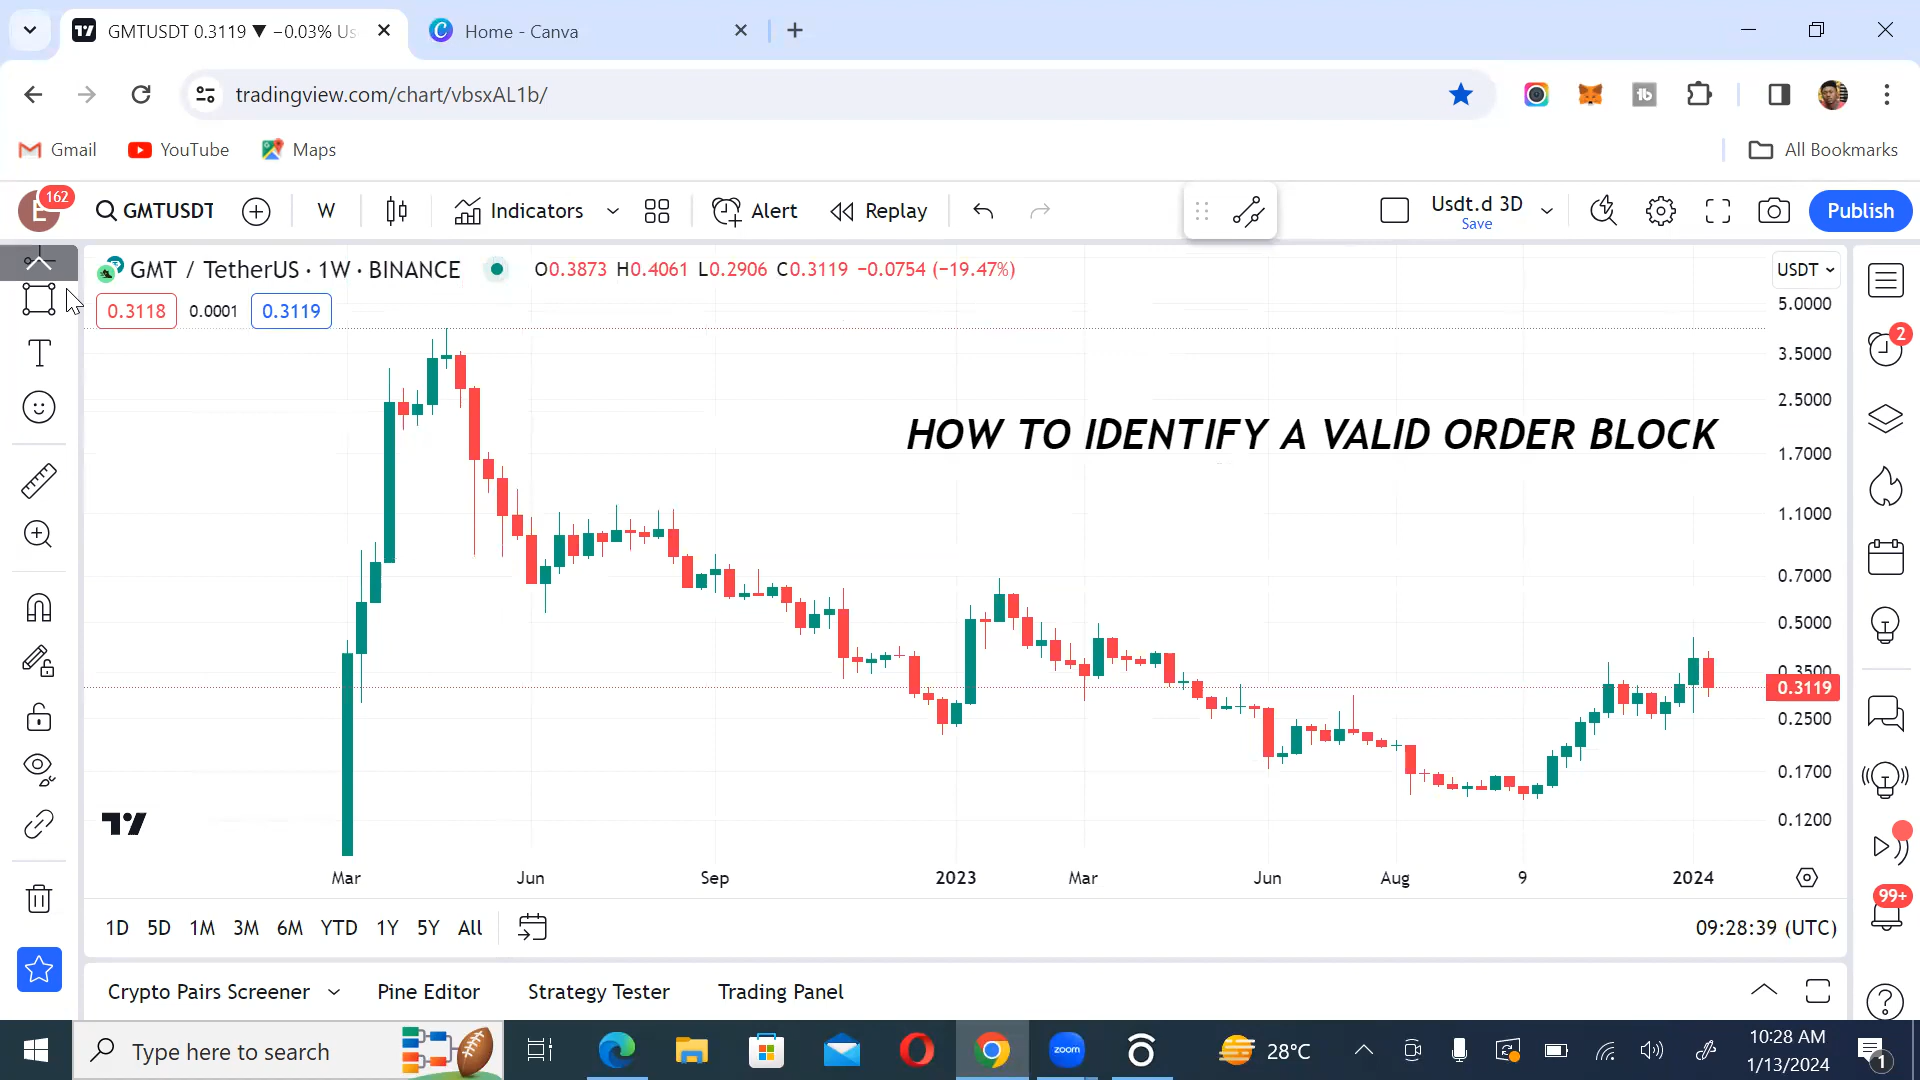 GMTUSDT 0.3119 ▼ −0.03% Us
Home - Canva
tradingview.com/chart/vbsxAL1b/
Gmail YouTube Maps All Bookmarks
E 162 GMTUSDT W Indicators Alert Replay Usdt.d 3D Save Publish
GMT / TetherUS · 1W · BINANCE O0.3873 H0.4061 L0.2906 C0.3119 −0.0754 (−19.47%) USDT
0.3118 0.0001 0.3119
HOW TO IDENTIFY A VALID ORDER BLOCK
5.0000
3.5000
2.5000
1.7000
1.1000
0.7000
0.5000
0.3500
0.3119
0.2500
0.1700
0.1200
2
99+
Mar Jun Sep 2023 Mar Jun Aug 9 2024
1D 5D 1M 3M 6M YTD 1Y 5Y All 09:28:39 (UTC)
Crypto Pairs Screener Pine Editor Strategy Tester Trading Panel
Type here to search zoom 28°C 10:28 AM
1/13/2024 1